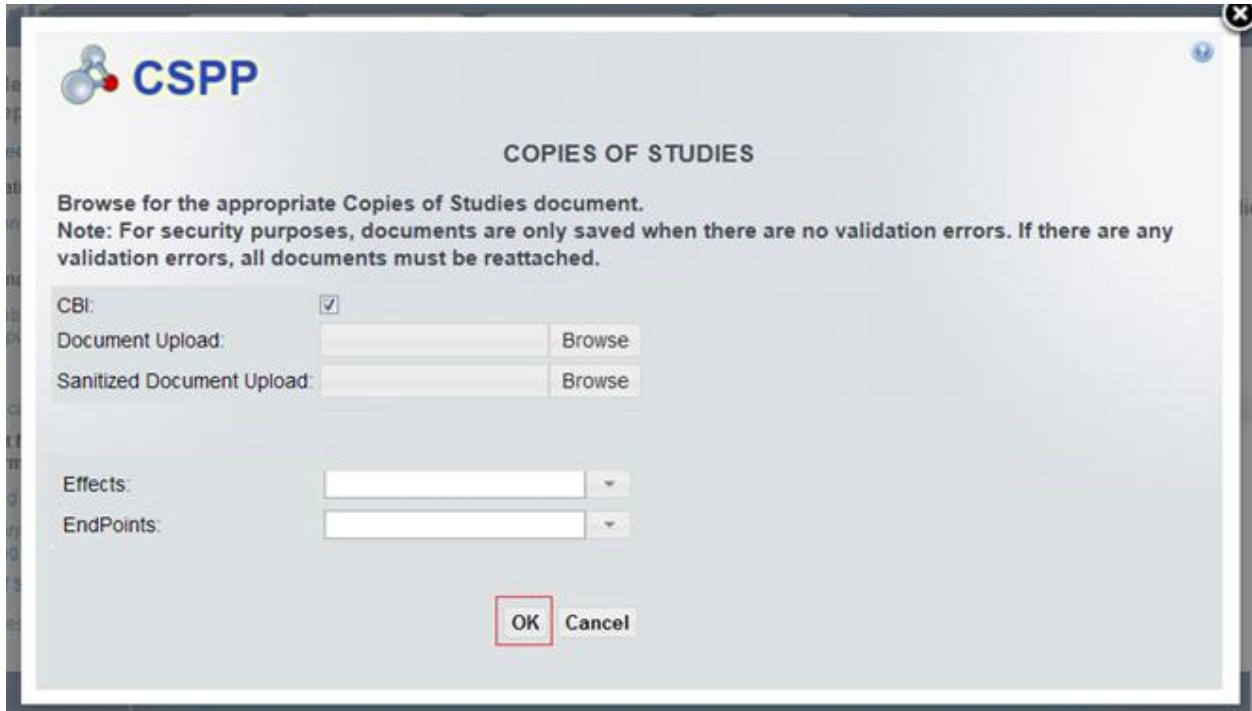 CSPP
COPIES OF STUDIES
Browse for the appropriate Copies of Studies document.
Note: For security purposes, documents are only saved when there are no validation errors. If there are any
validation errors, all documents must be reattached.
CBI:
Document Upload: Browse
Sanitized Document Upload: Browse
Effects:
EndPoints:
OK Cancel